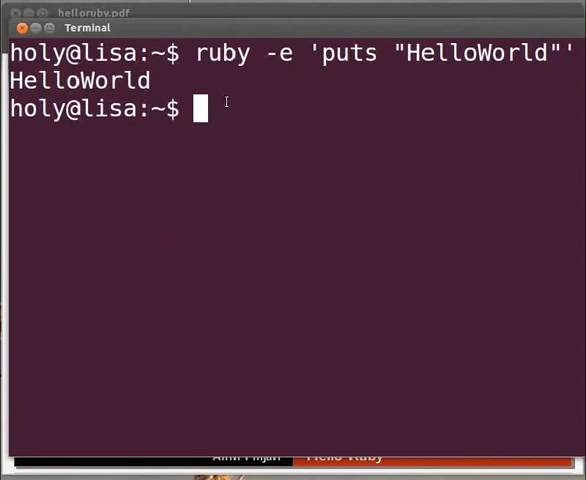 helloruby.pdf
Terminal
holy@lisa:~$ ruby -e 'puts "HelloWorld"'
HelloWorld
holy@lisa:~$
Hello Ruby